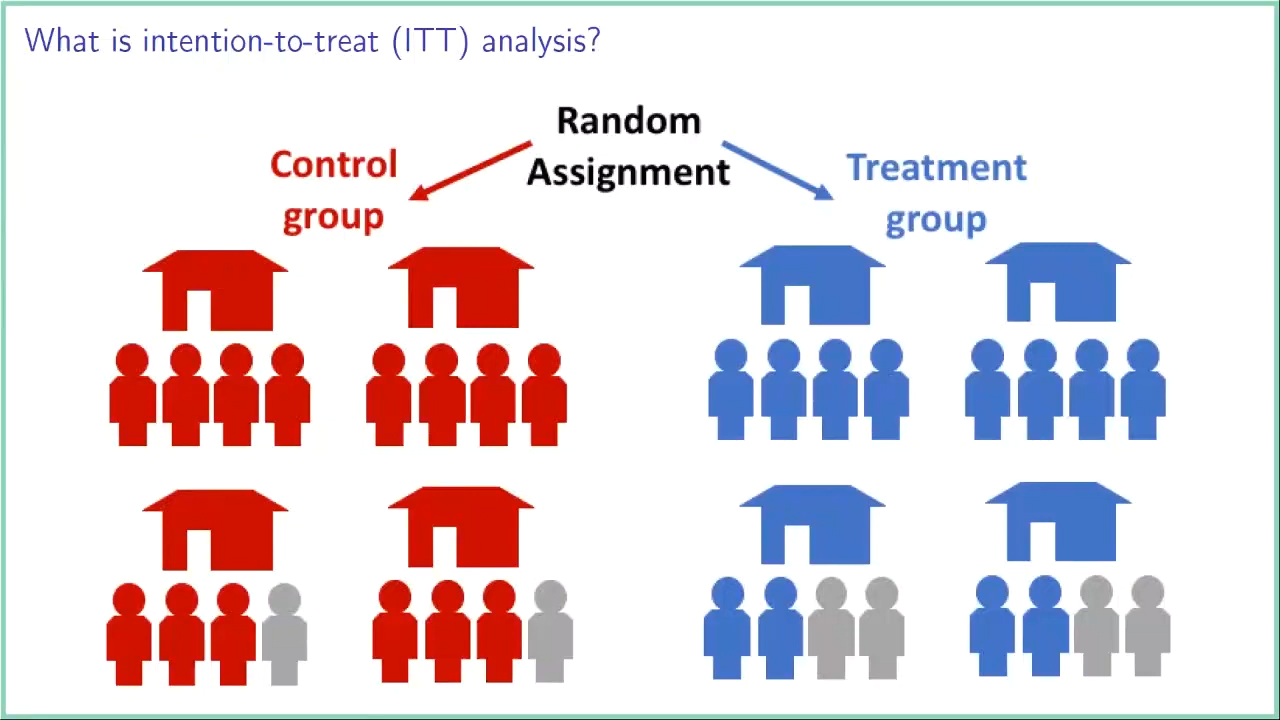 What is intention-to-treat (ITT) analysis?
Random
Assignment
Control
group
Treatment
group